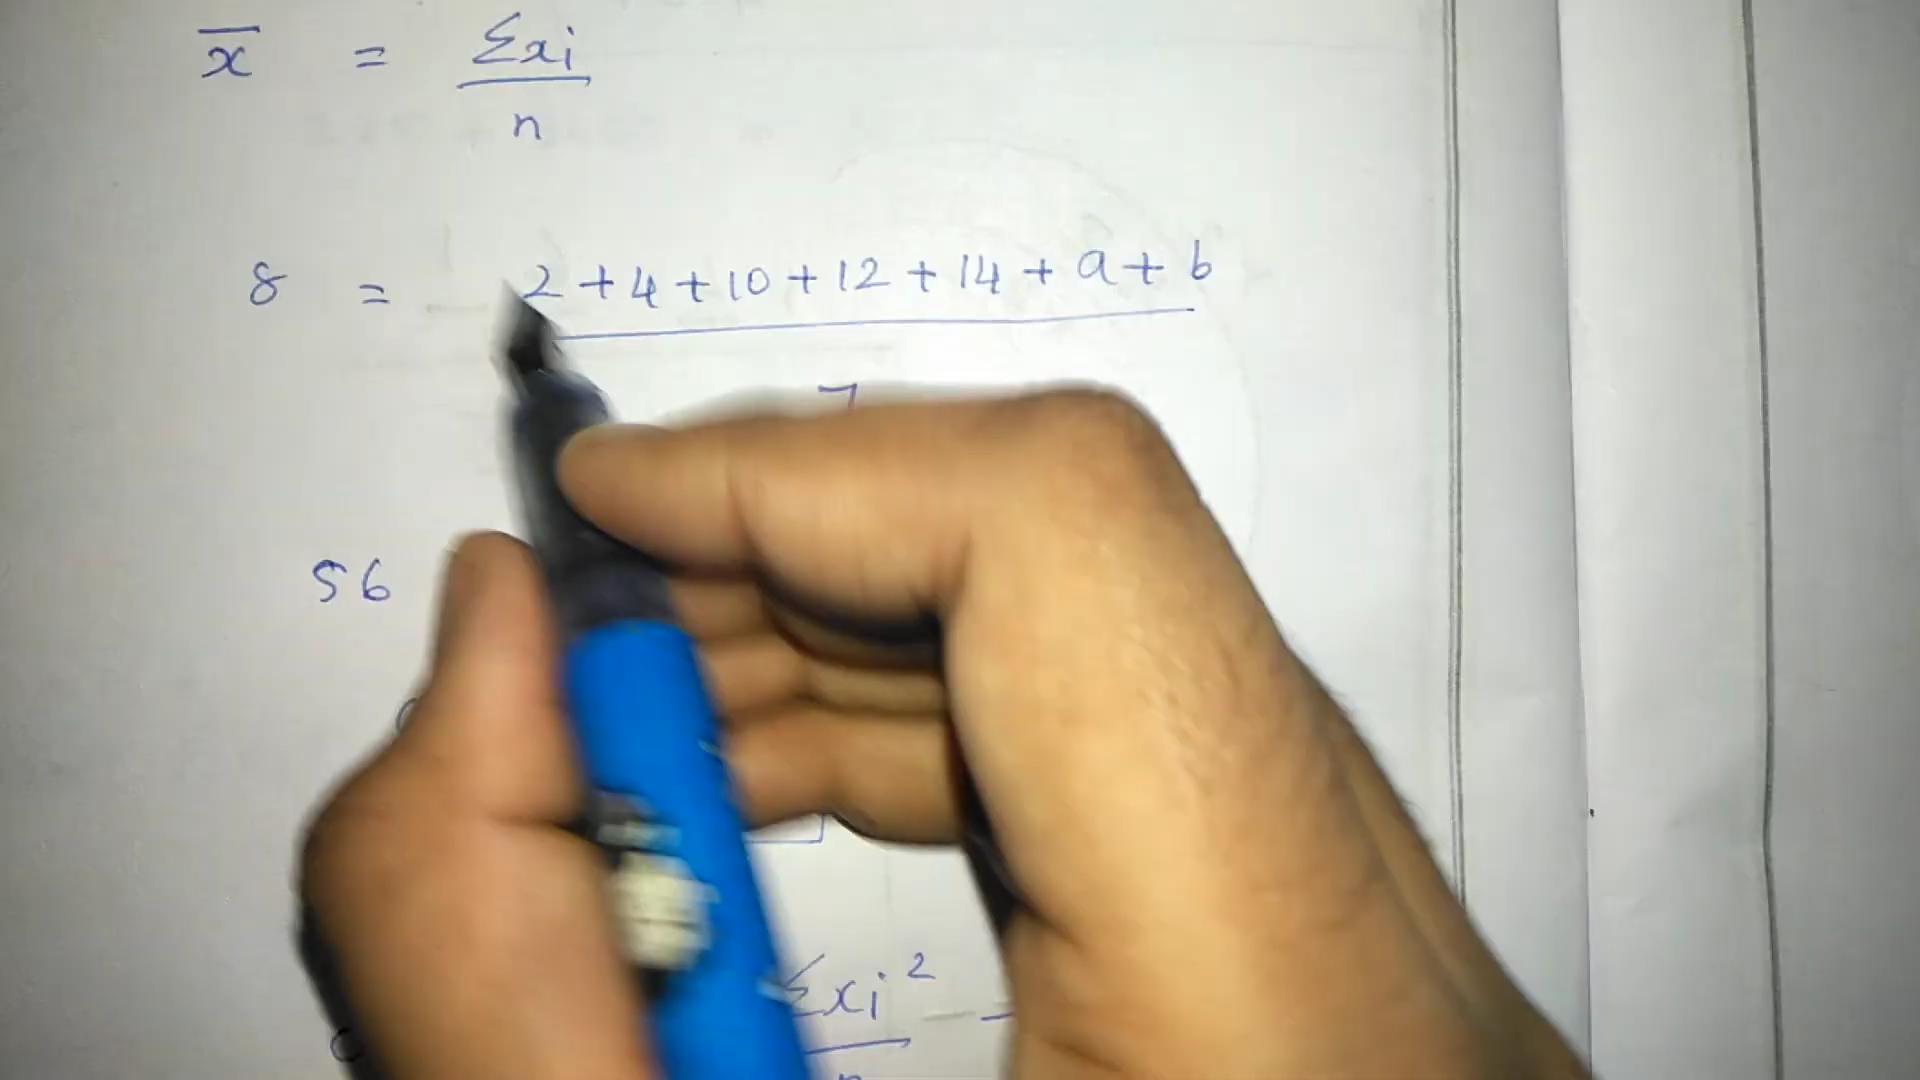 x̄ = Σxi
n
8 = 2 + 4 + 10 + 12 + 14 + a + b
7
56
Σxi² -
n